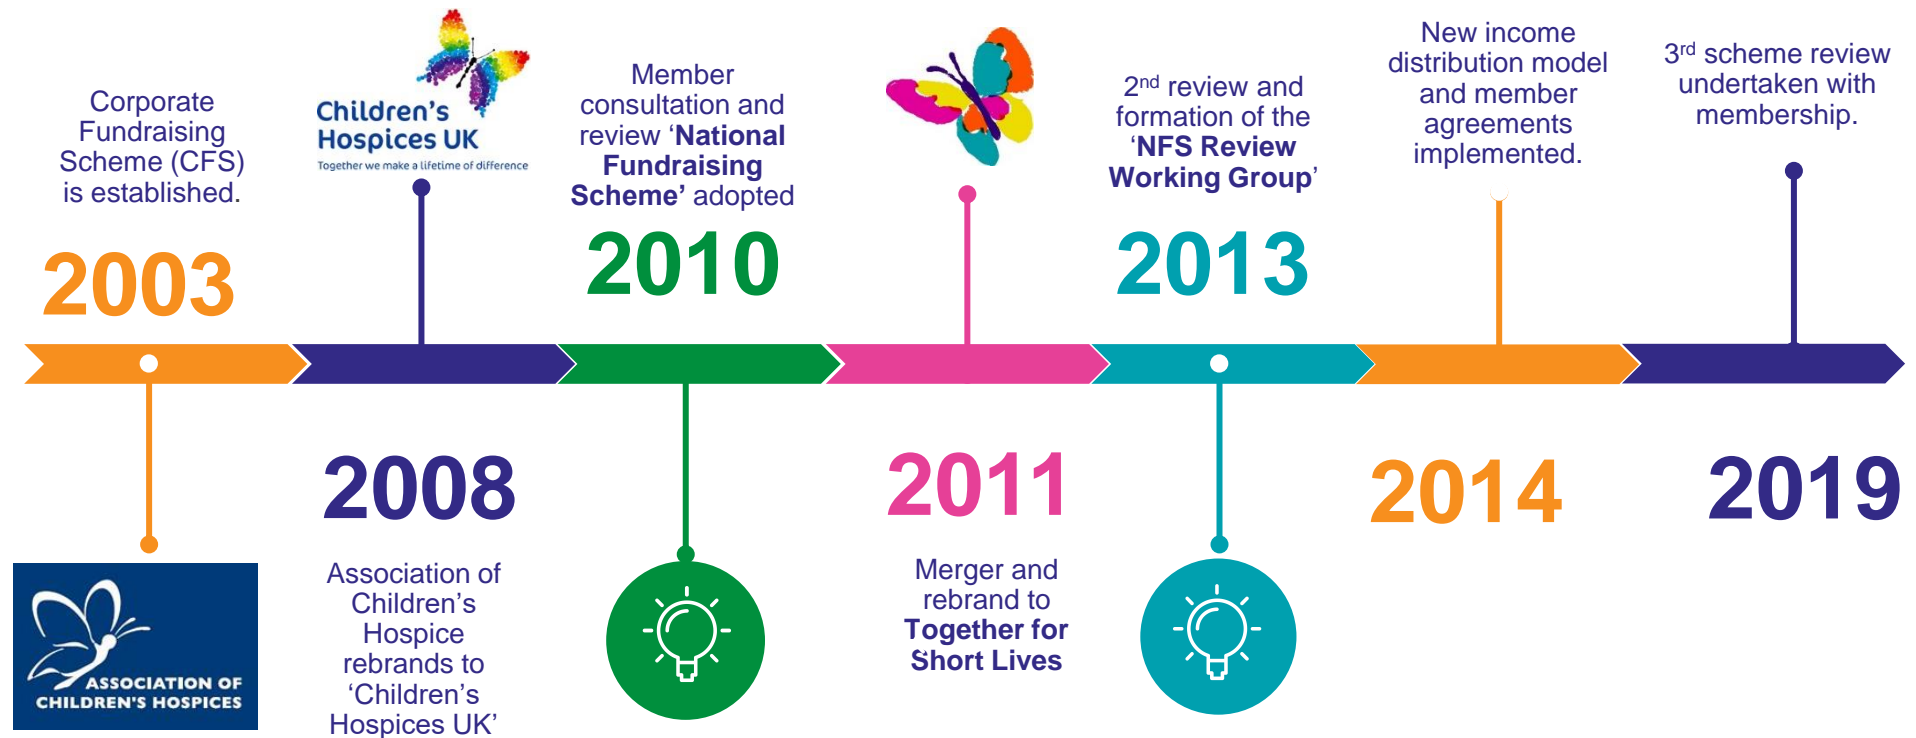 Corporate
Fundraising
Scheme (CFS)
is established.
2003
ASSOCIATION OF
CHILDREN'S HOSPICES
Children's
Hospices UK
Together we make a lifetime of difference
2008
Association of
Children’s
Hospice
rebrands to
‘Children’s
Hospices UK’
Member
consultation and
review ‘National
Fundraising
Scheme’ adopted
2010
2011
Merger and
rebrand to
Together for
Short Lives
2nd review and
formation of the
‘NFS Review
Working Group’
2013
New income
distribution model
and member
agreements
implemented.
2014
3rd scheme review
undertaken with
membership.
2019